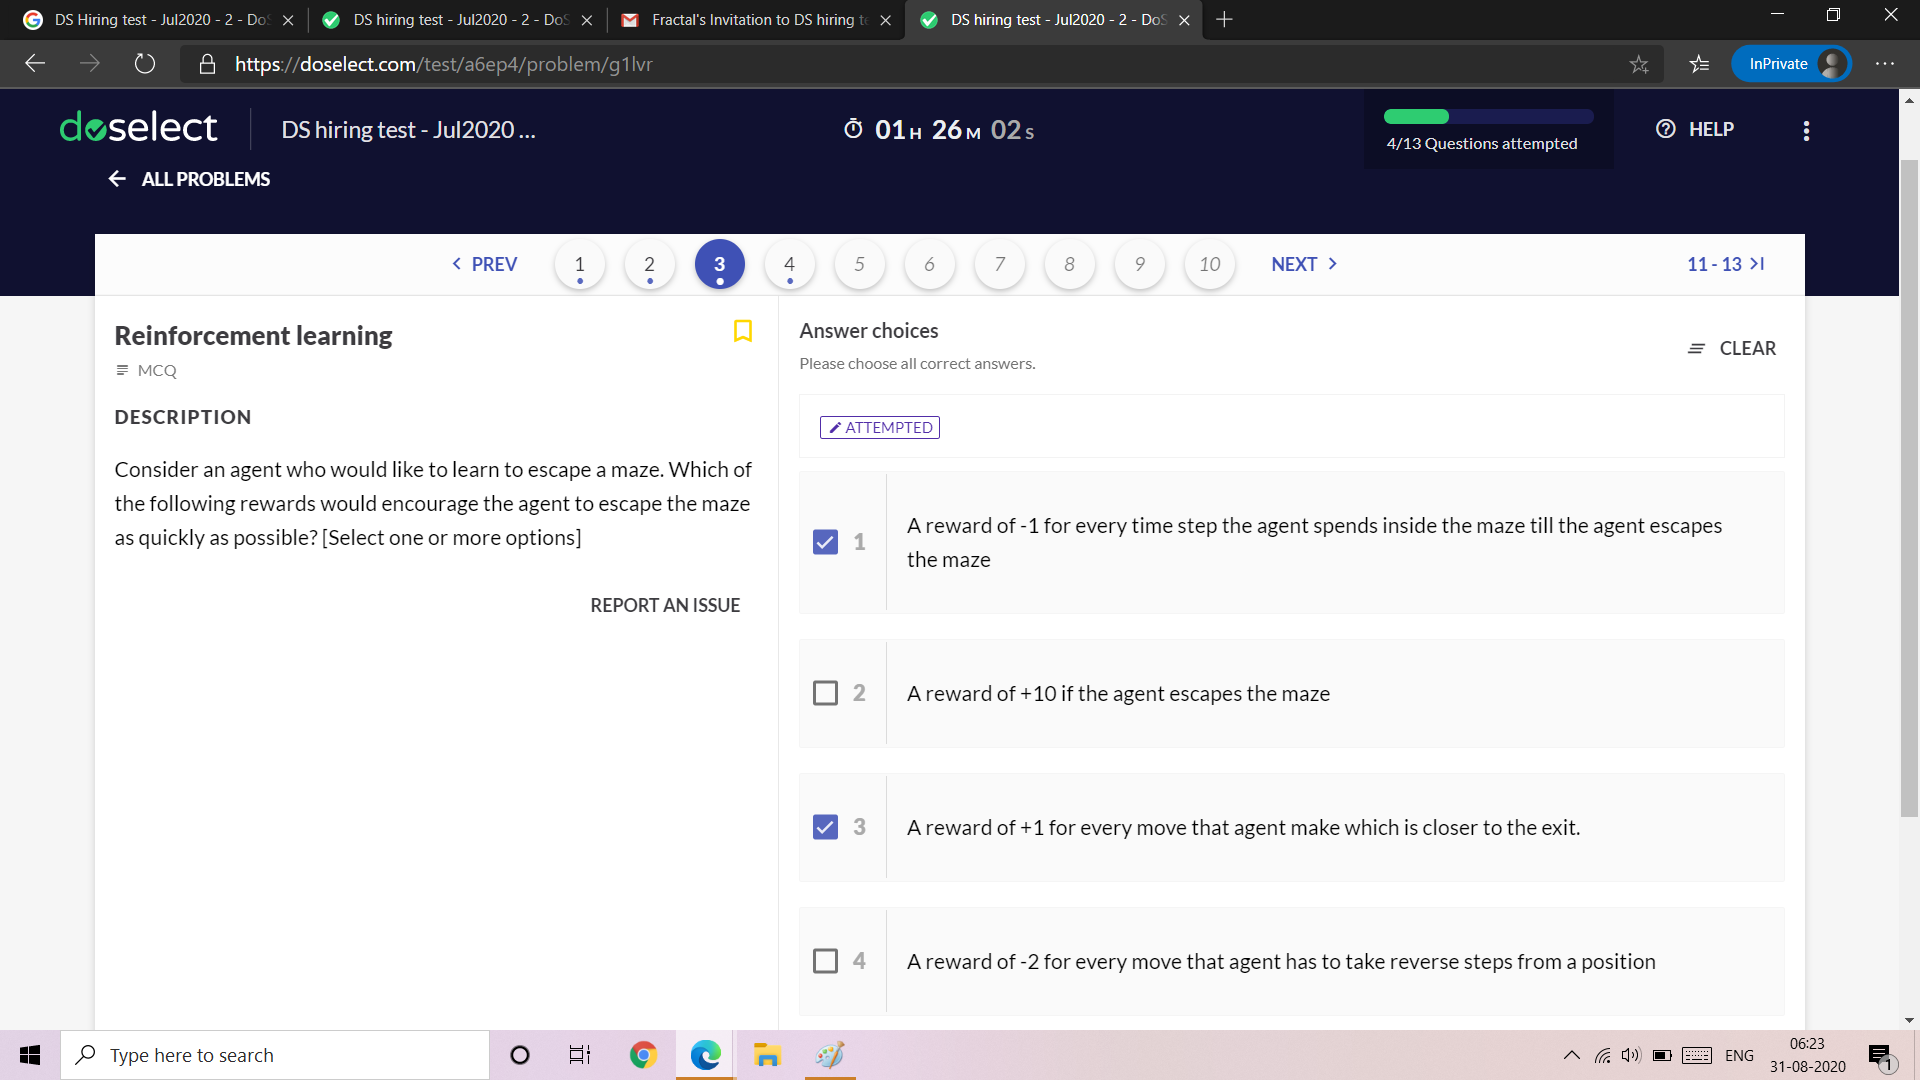 DS Hiring test - Jul2020 - 2 - Do
DS hiring test - Jul2020 - 2 - DoS
Fractal's Invitation to DS hiring te
DS hiring test - Jul2020 - 2 - DoS
https://doselect.com/test/a6ep4/problem/g1lvr
InPrivate
doselect
DS hiring test - Jul2020 ...
01 H 26 M 02 S
4/13 Questions attempted
HELP
ALL PROBLEMS
PREV
1
2
3
4
5
6
7
8
9
10
NEXT
11 - 13
Reinforcement learning
MCQ
DESCRIPTION
Consider an agent who would like to learn to escape a maze. Which of
the following rewards would encourage the agent to escape the maze
as quickly as possible? [Select one or more options]
REPORT AN ISSUE
Answer choices
Please choose all correct answers.
CLEAR
ATTEMPTED
1
A reward of -1 for every time step the agent spends inside the maze till the agent escapes
the maze
2
A reward of +10 if the agent escapes the maze
3
A reward of +1 for every move that agent make which is closer to the exit.
4
A reward of -2 for every move that agent has to take reverse steps from a position
Type here to search
ENG
06:23
31-08-2020
1